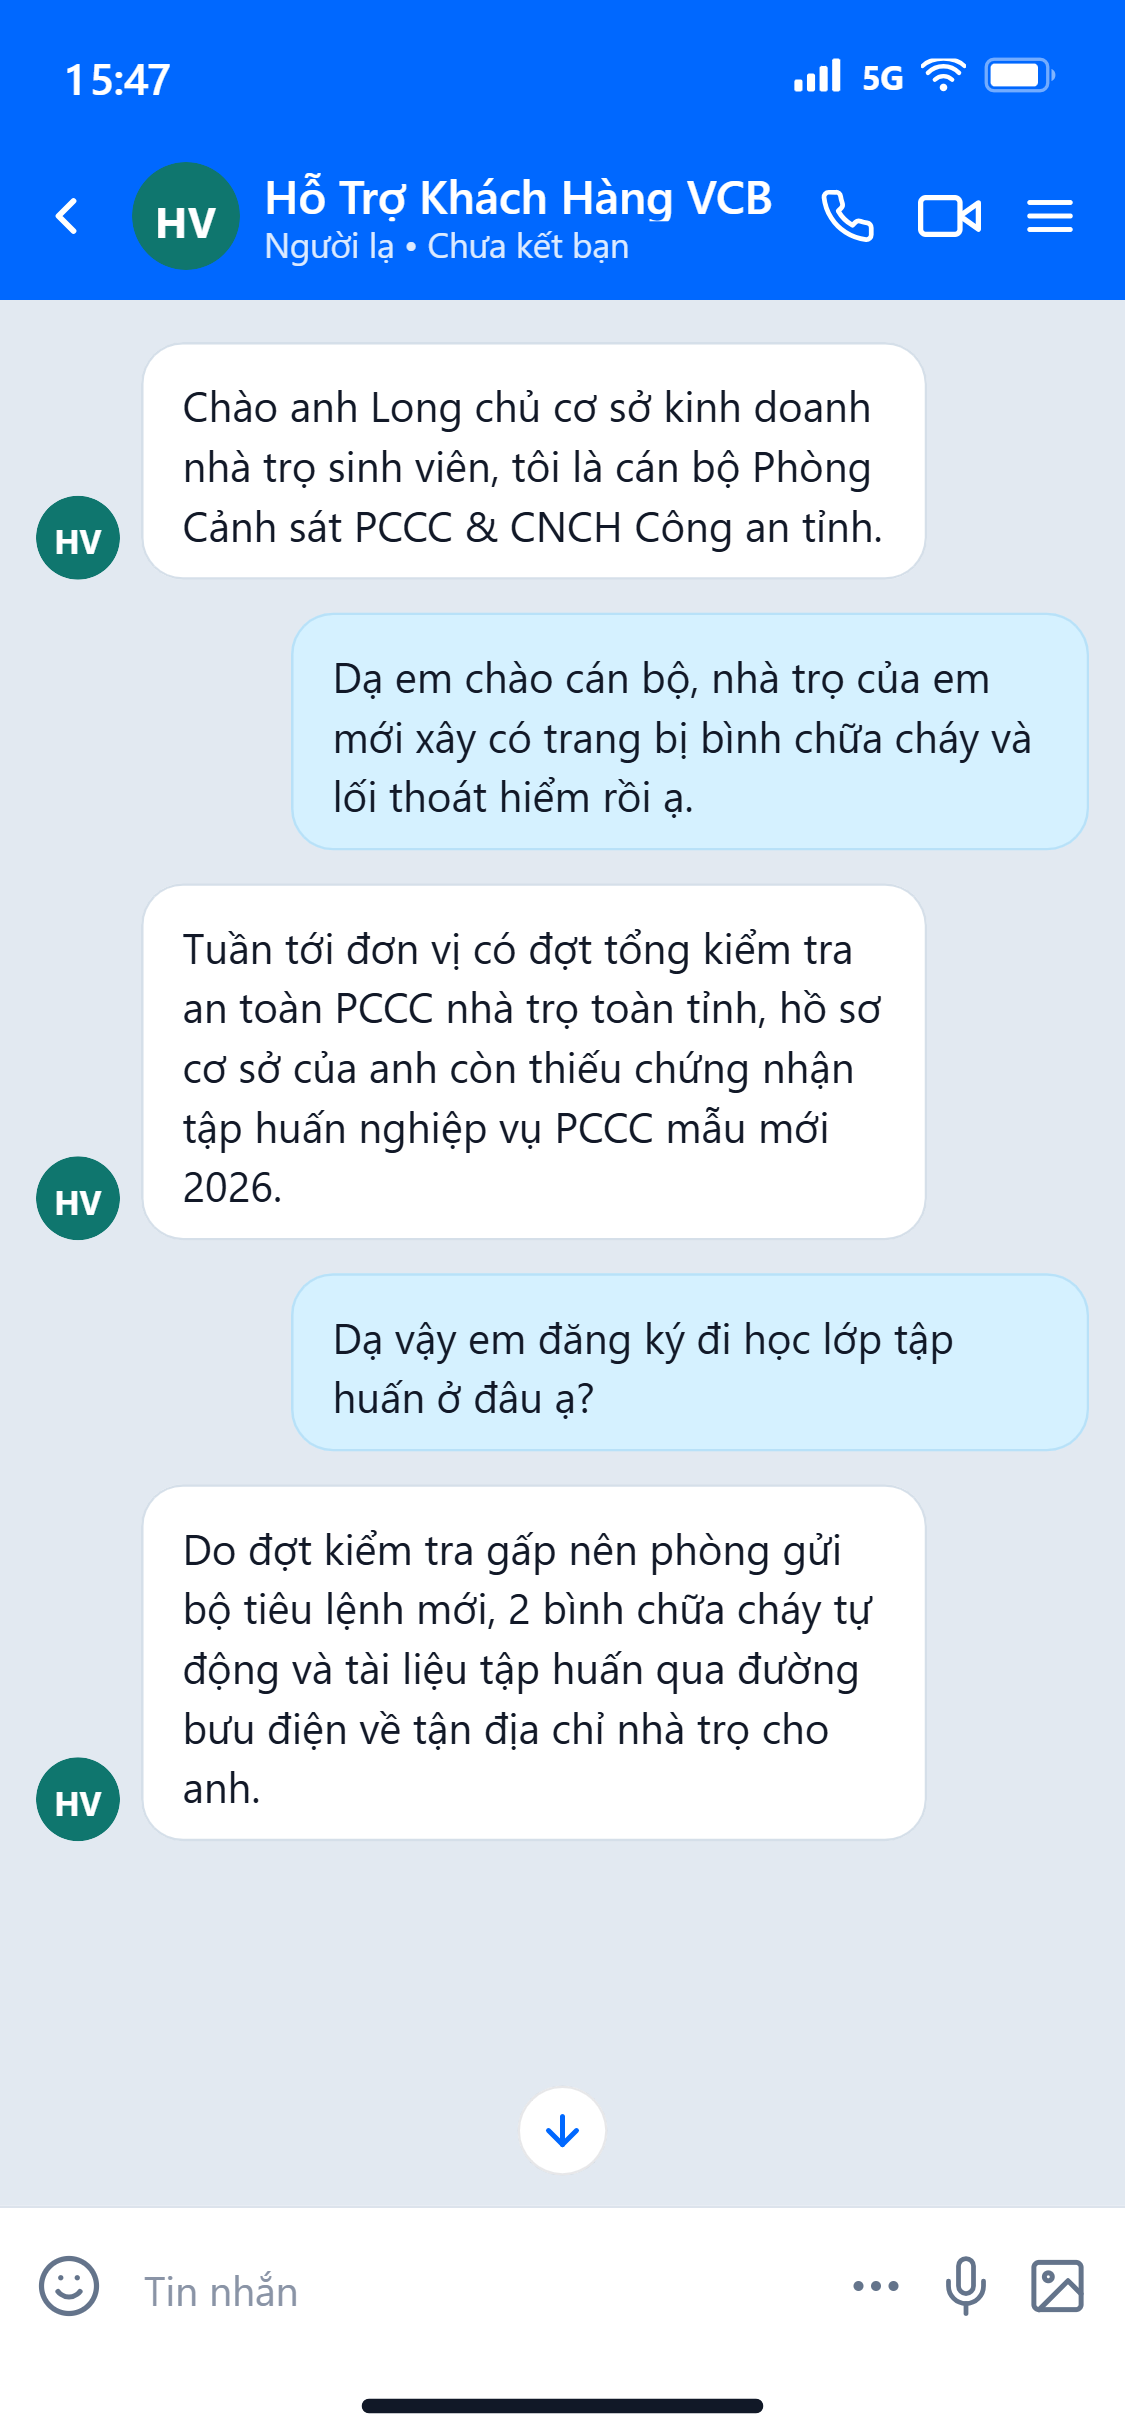 15:47
5G
HV
Hỗ Trợ Khách Hàng VCB
Người lạ • Chưa kết bạn
Chào anh Long chủ cơ sở kinh doanh
nhà trọ sinh viên, tôi là cán bộ Phòng
Cảnh sát PCCC & CNCH Công an tỉnh.
HV
Dạ em chào cán bộ, nhà trọ của em
mới xây có trang bị bình chữa cháy và
lối thoát hiểm rồi ạ.
Tuần tới đơn vị có đợt tổng kiểm tra
an toàn PCCC nhà trọ toàn tỉnh, hồ sơ
cơ sở của anh còn thiếu chứng nhận
tập huấn nghiệp vụ PCCC mẫu mới
2026.
HV
Dạ vậy em đăng ký đi học lớp tập
huấn ở đâu ạ?
Do đợt kiểm tra gấp nên phòng gửi
bộ tiêu lệnh mới, 2 bình chữa cháy tự
động và tài liệu tập huấn qua đường
bưu điện về tận địa chỉ nhà trọ cho
anh.
HV
Tin nhắn